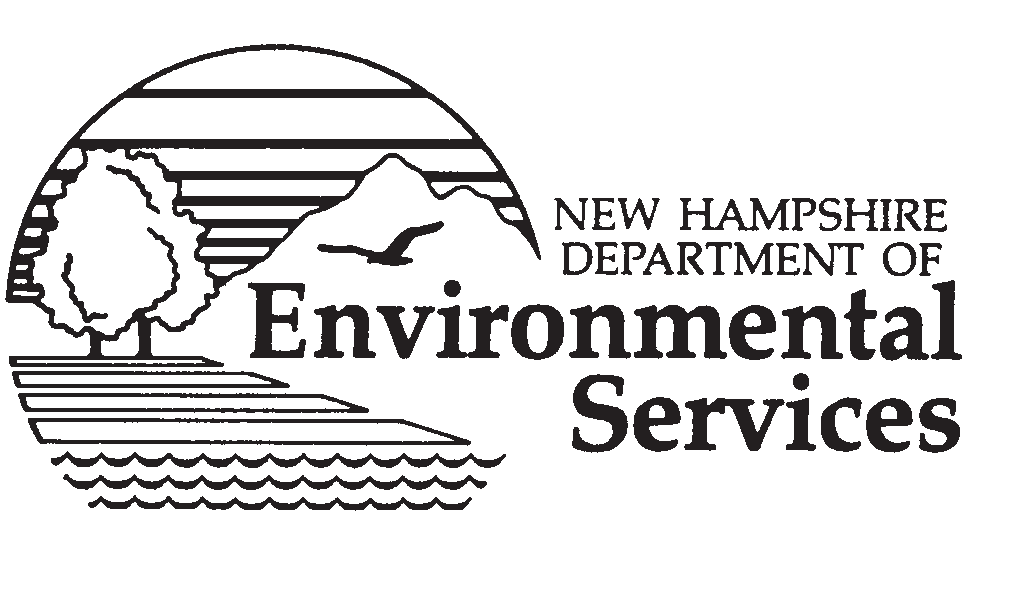 NEW HAMPSHIRE
DEPARTMENT OF
Environmental
Services